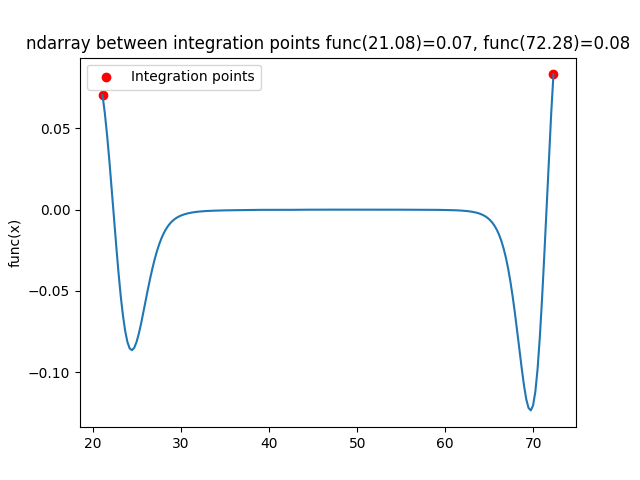 ndarray between integration points func(21.08)=0.07, func(72.28)=0.08
Integration points
func(x)
0.05
0.00
−0.05
−0.10
20 30 40 50 60 70